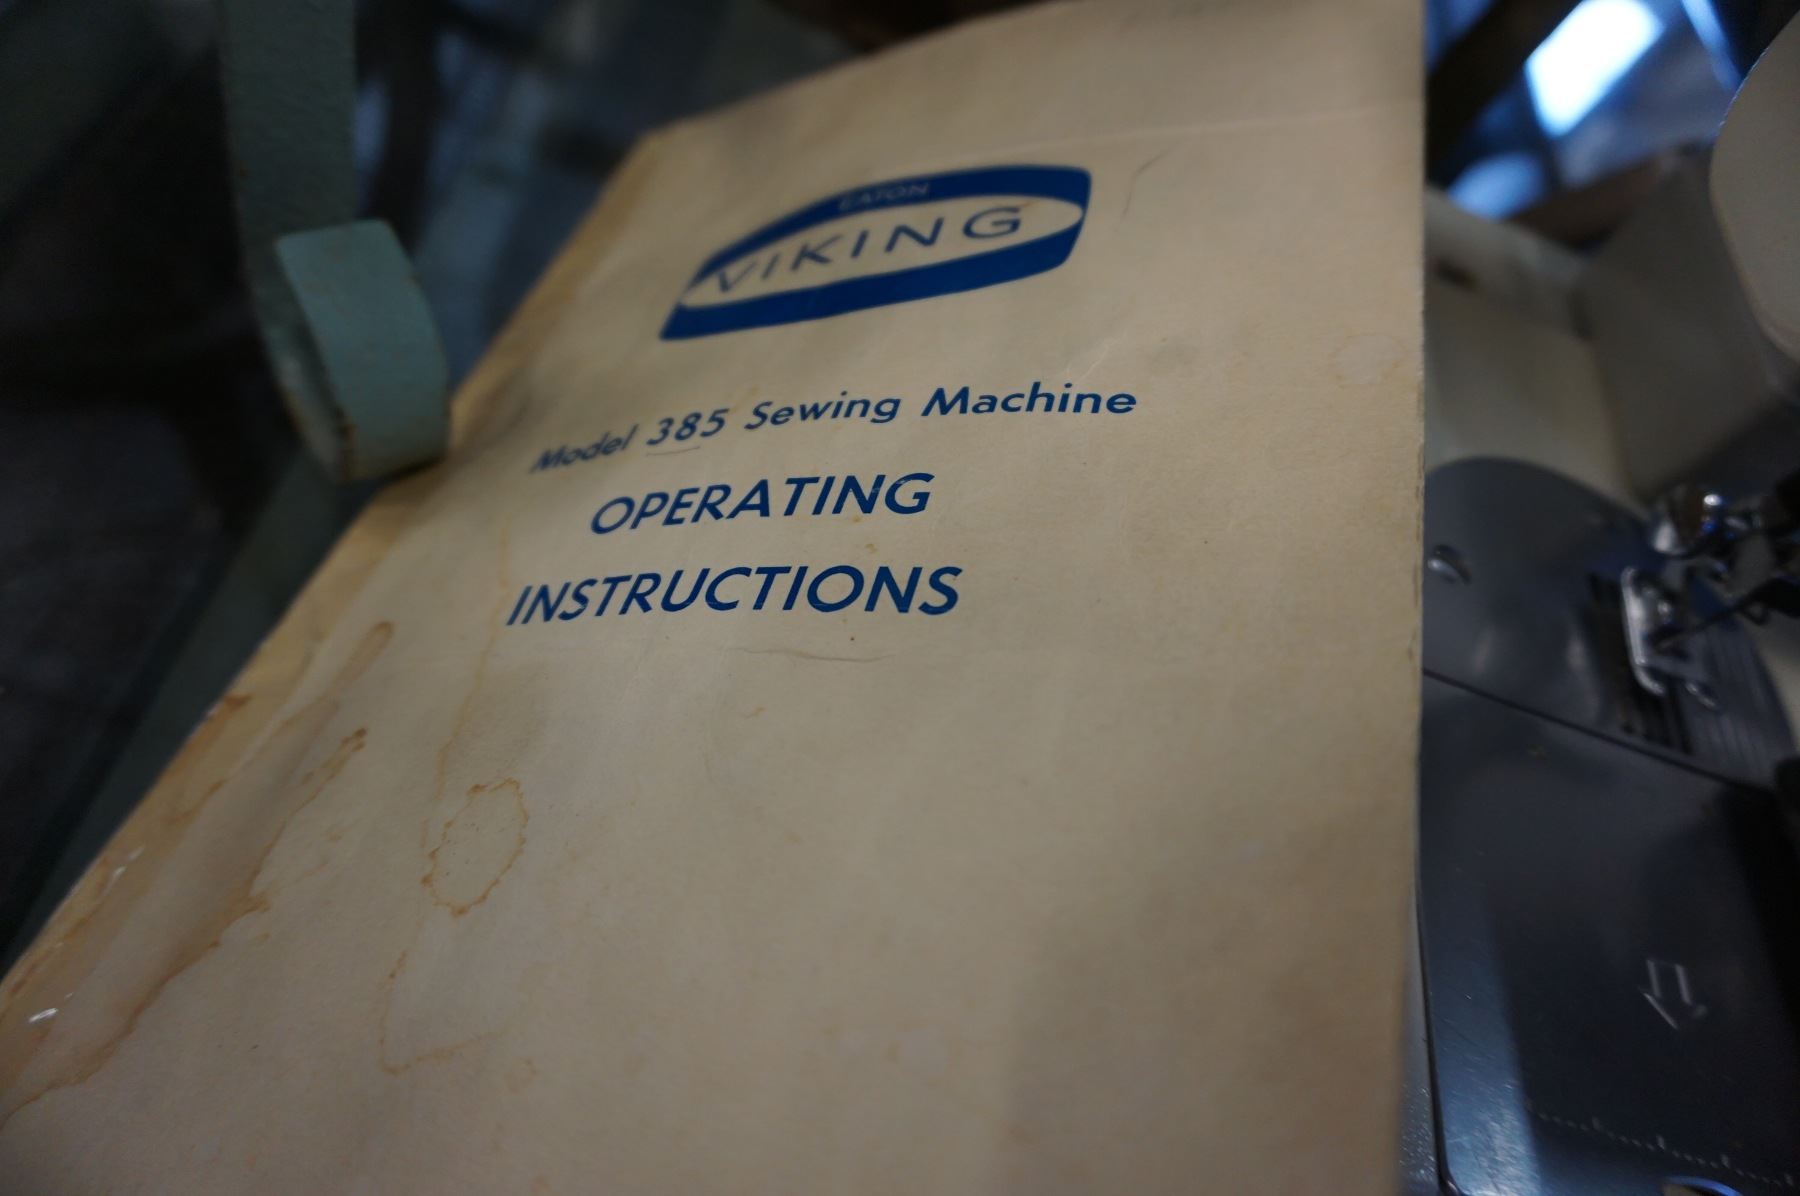 EATON
VIKING
Model 385 Sewing Machine
OPERATING
INSTRUCTIONS